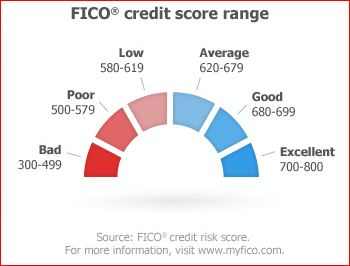 FICO® credit score range
Low
580-619
Average
620-679
Poor
500-579
Good
680-699
Bad
300-499
Excellent
700-800
Source: FICO® credit risk score.
For more information, visit www.myfico.com.